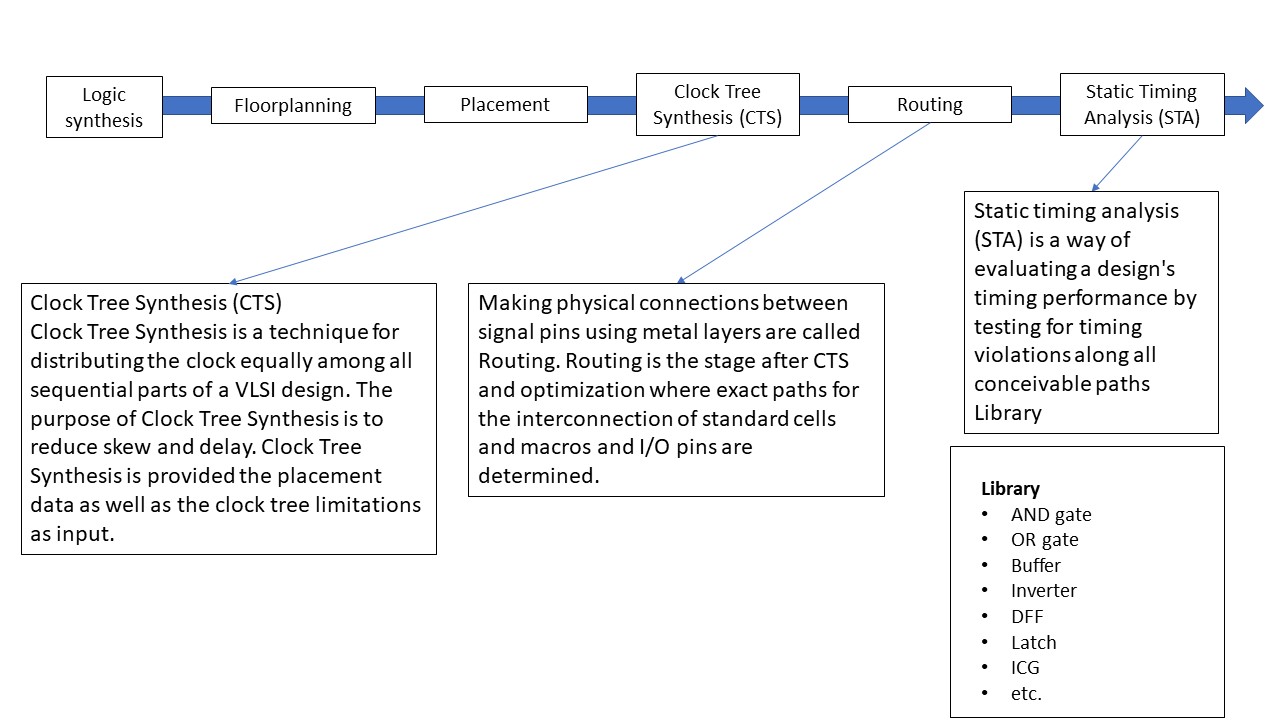 Logic
synthesis
Floorplanning
Placement
Clock Tree
Synthesis (CTS)
Routing
Static Timing
Analysis (STA)
Clock Tree Synthesis (CTS)
Clock Tree Synthesis is a technique for
distributing the clock equally among all
sequential parts of a VLSI design. The
purpose of Clock Tree Synthesis is to
reduce skew and delay. Clock Tree
Synthesis is provided the placement
data as well as the clock tree limitations
as input.
Making physical connections between
signal pins using metal layers are called
Routing. Routing is the stage after CTS
and optimization where exact paths for
the interconnection of standard cells
and macros and I/O pins are
determined.
Static timing analysis
(STA) is a way of
evaluating a design's
timing performance by
testing for timing
violations along all
conceivable paths
Library
Library
• AND gate
• OR gate
• Buffer
• Inverter
• DFF
• Latch
• ICG
• etc.